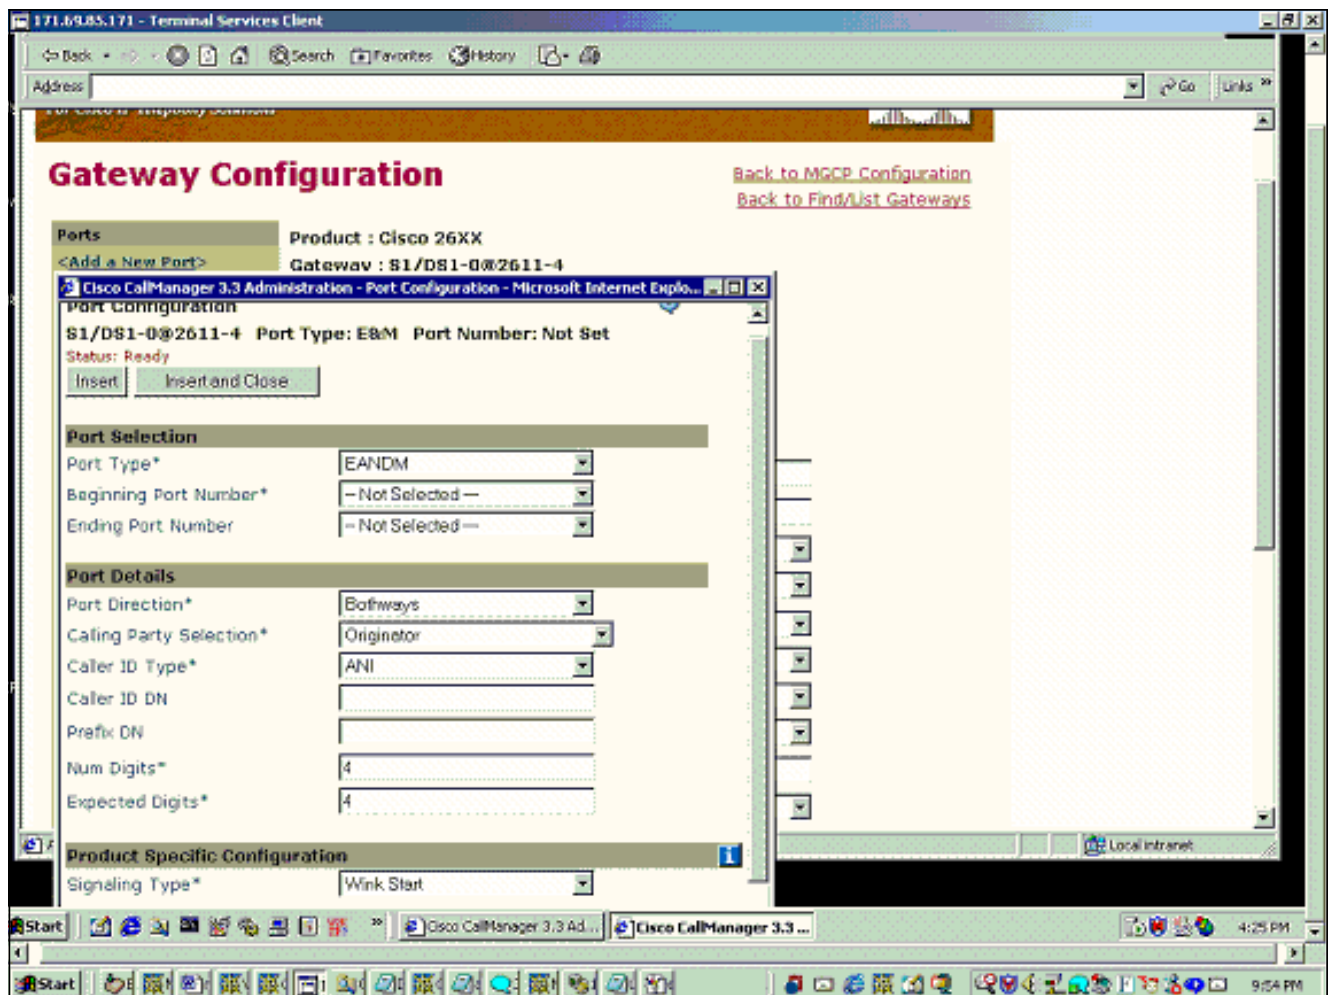 171.69.85.171 - Terminal Services Client
Back Search Favorites History
Address Go Links »
For Cisco IP Telephony Solutions
Gateway Configuration
Back to MGCP Configuration
Back to Find/List Gateways
Ports
Product : Cisco 26XX
<Add a New Port>
Gateway : S1/DS1-0@2611-4
Cisco CallManager 3.3 Administration - Port Configuration - Microsoft Internet Explo...
Port Configuration
S1/DS1-0@2611-4 Port Type: E&M Port Number: Not Set
Status: Ready
Insert Insert and Close
Port Selection
Port Type* EANDM
Beginning Port Number* -- Not Selected --
Ending Port Number -- Not Selected --
Port Details
Port Direction* Bothways
Calling Party Selection* Originator
Caller ID Type* ANI
Caller ID DN
Prefix DN
Num Digits* 4
Expected Digits* 4
Local intranet
Product Specific Configuration
Signaling Type* Wink Start
Start » Cisco CallManager 3.3 Ad... Cisco CallManager 3.3 ... 4:25 PM
Start 9:54 PM